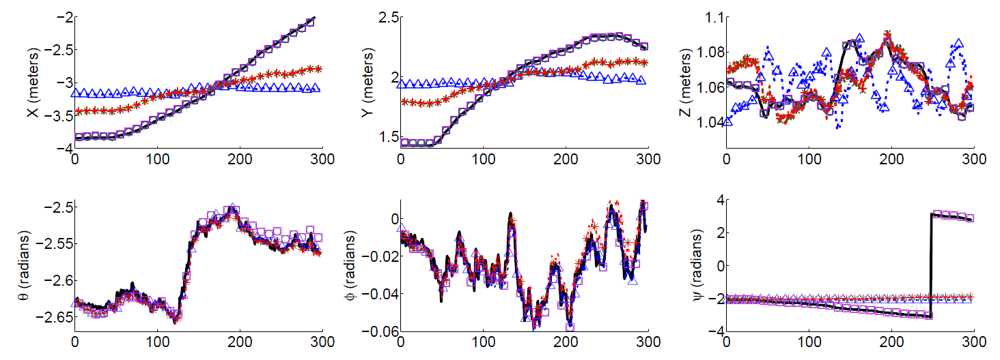 X (meters)
−2
−2.5
−3
−3.5
−4
0 100 200 300
Y (meters)
2.5
2
1.5
0 100 200 300
Z (meters)
1.1
1.08
1.06
1.04
0 100 200 300
θ (radians)
−2.5
−2.55
−2.6
−2.65
0 100 200 300
ϕ (radians)
0
−0.02
−0.04
−0.06
0 100 200 300
ψ (radians)
4
2
0
−2
−4
0 100 200 300